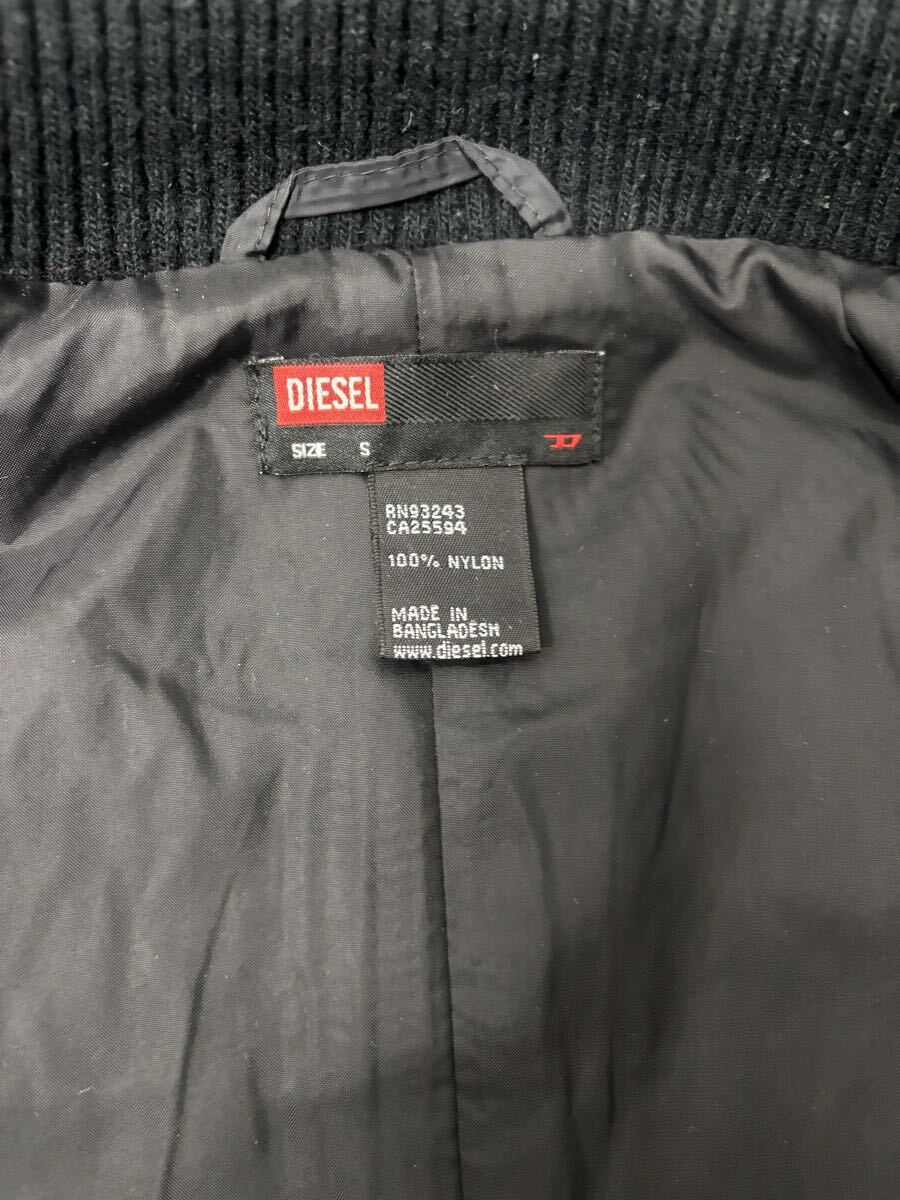 DIESEL
SIZE S
RN93243
CA25594
100% NYLON
MADE IN
BANGLADESH
www.diesel.com